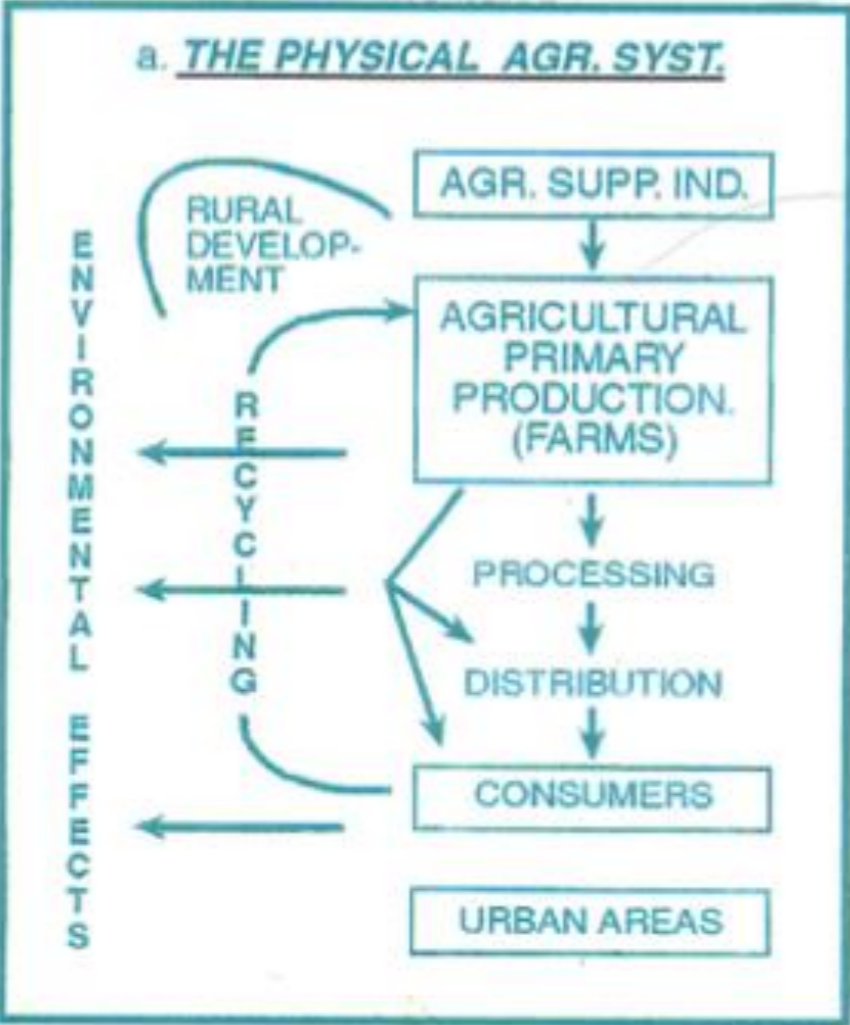 a. THE PHYSICAL AGR. SYST.
AGR. SUPP. IND.
RURAL
DEVELOP-
MENT
AGRICULTURAL
PRIMARY
PRODUCTION.
(FARMS)
PROCESSING
DISTRIBUTION
CONSUMERS
URBAN AREAS
RECYCLING
ENVIRONMENTAL EFFECTS